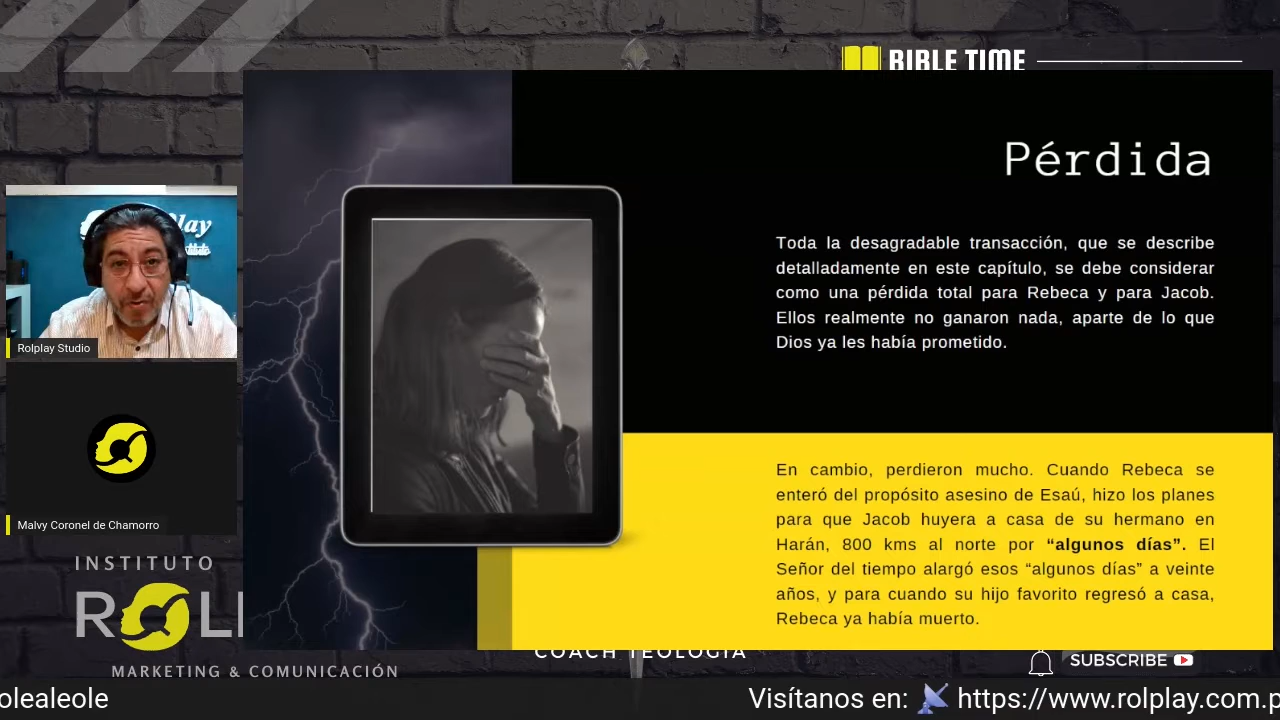 BIBLE TIME
Pérdida
Toda la desagradable transacción, que se describe
detalladamente en este capítulo, se debe considerar
como una pérdida total para Rebeca y para Jacob.
Ellos realmente no ganaron nada, aparte de lo que
Dios ya les había prometido.
En cambio, perdieron mucho. Cuando Rebeca se
enteró del propósito asesino de Esaú, hizo los planes
para que Jacob huyera a casa de su hermano en
Harán, 800 kms al norte por “algunos días”. El
Señor del tiempo alargó esos “algunos días” a veinte
años, y para cuando su hijo favorito regresó a casa,
Rebeca ya había muerto.
Rolplay Studio
Malvy Coronel de Chamorro
INSTITUTO
ROL
MARKETING & COMUNICACIÓN
COACH TEOLOGÍA
SUBSCRIBE
olealeole
Visítanos en: https://www.rolplay.com.p